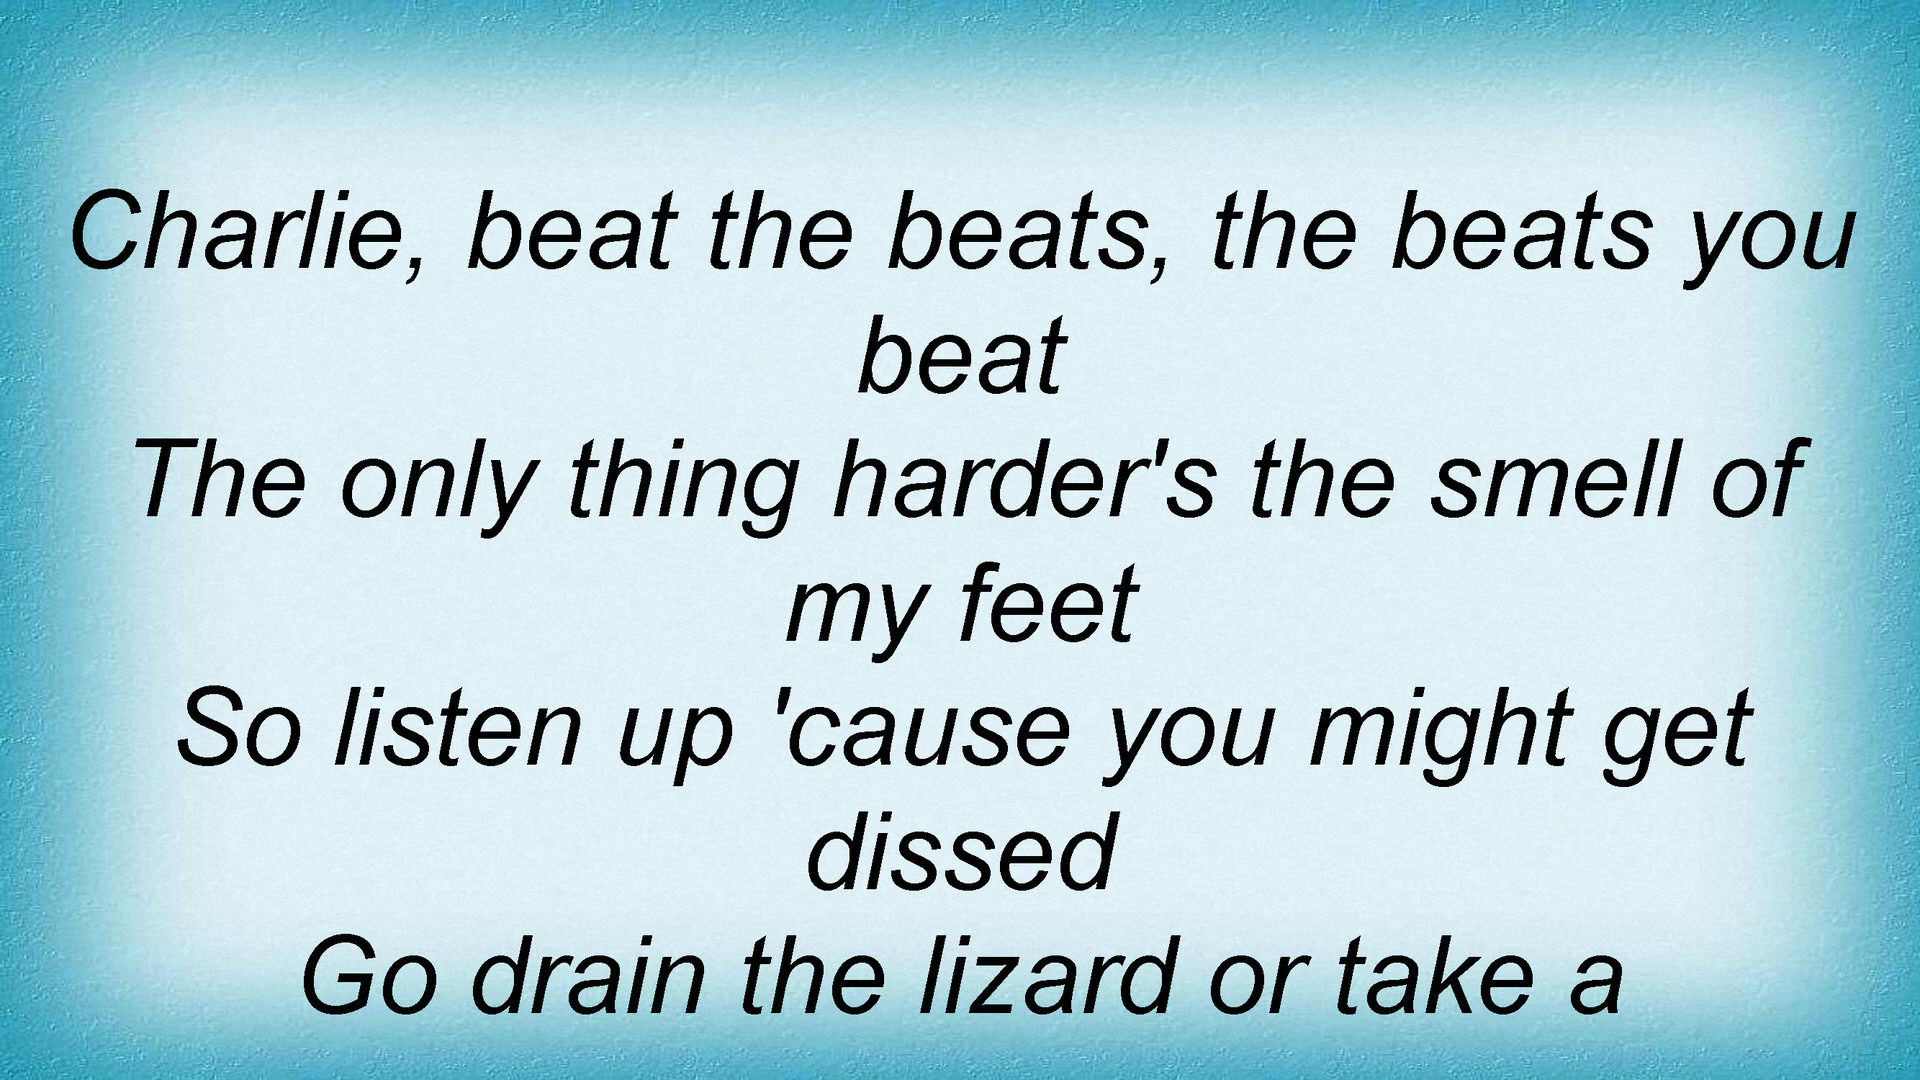 Charlie, beat the beats, the beats you
beat
The only thing harder's the smell of
my feet
So listen up 'cause you might get
dissed
Go drain the lizard or take a